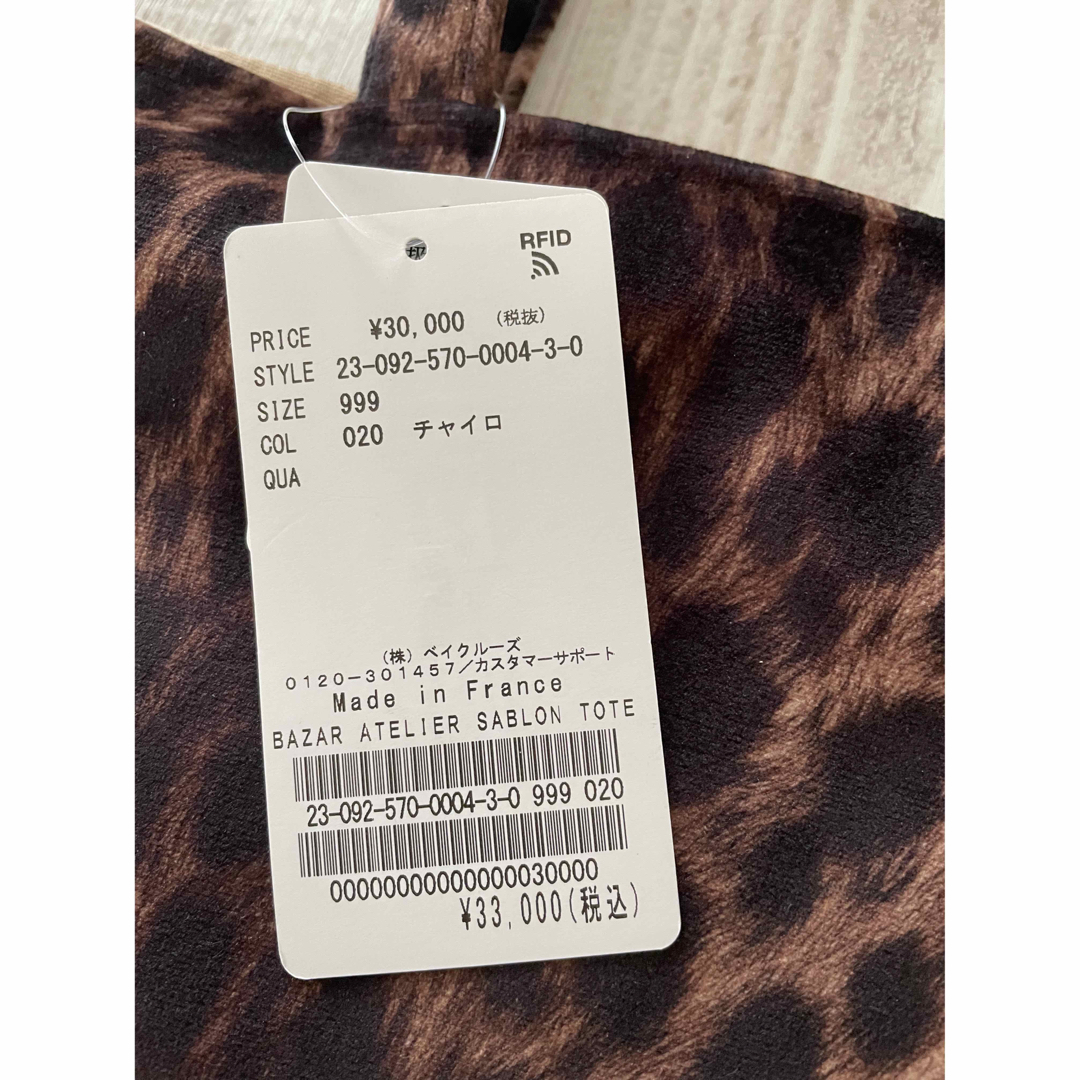 RFID
PRICE ¥30,000 (税抜)
STYLE 23-092-570-0004-3-0
SIZE 999
COL 020 チャイロ
QUA
(株) ベイクルーズ
0120-301457/カスタマーサポート
Made in France
BAZAR ATELIER SABLON TOTE
23-092-570-0004-3-0 999 020
00000000000000030000
¥33,000(税込)